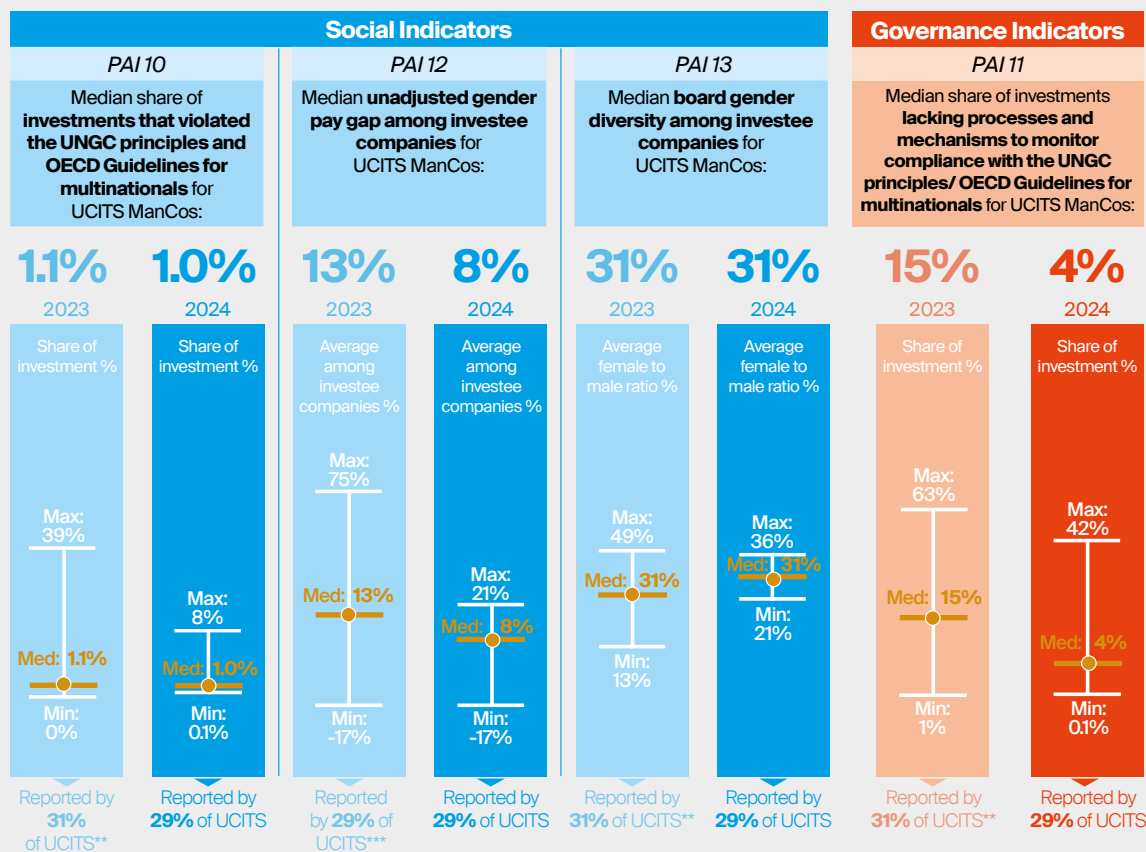 Social Indicators
PAI 10
Median share of
investments that violated
the UNGC principles and
OECD Guidelines for
multinationals for
UCITS ManCos:
1.1%
2023
1.0%
2024
Share of
investment %
Max:
39%
Med: 1.1%
Min:
0%
Reported by
31%
of UCITS**
Share of
investment %
Max:
8%
Med: 1.0%
Min:
0.1%
Reported by
29% of UCITS
PAI 12
Median unadjusted gender
pay gap among investee
companies for
UCITS ManCos:
13%
2023
8%
2024
Average
among
investee
companies %
Max:
75%
Med: 13%
Min:
-17%
Reported
by 29% of
UCITS***
Average
among
investee
companies %
Max:
21%
Med: 8%
Min:
-17%
Reported by
29% of UCITS
PAI 13
Median board gender
diversity among investee
companies for
UCITS ManCos:
31%
2023
31%
2024
Average
female to
male ratio %
Max:
49%
Med: 31%
Min:
13%
Reported by
31% of UCITS**
Average
female to
male ratio %
Max:
36%
Med: 31%
Min:
21%
Reported by
29% of UCITS
Governance Indicators
PAI 11
Median share of investments
lacking processes and
mechanisms to monitor
compliance with the UNGC
principles/ OECD Guidelines for
multinationals for UCITS ManCos:
15%
2023
4%
2024
Share of
investment %
Max:
63%
Med: 15%
Min:
1%
Reported by
31% of UCITS**
Share of
investment %
Max:
42%
Med: 4%
Min:
0.1%
Reported by
29% of UCITS